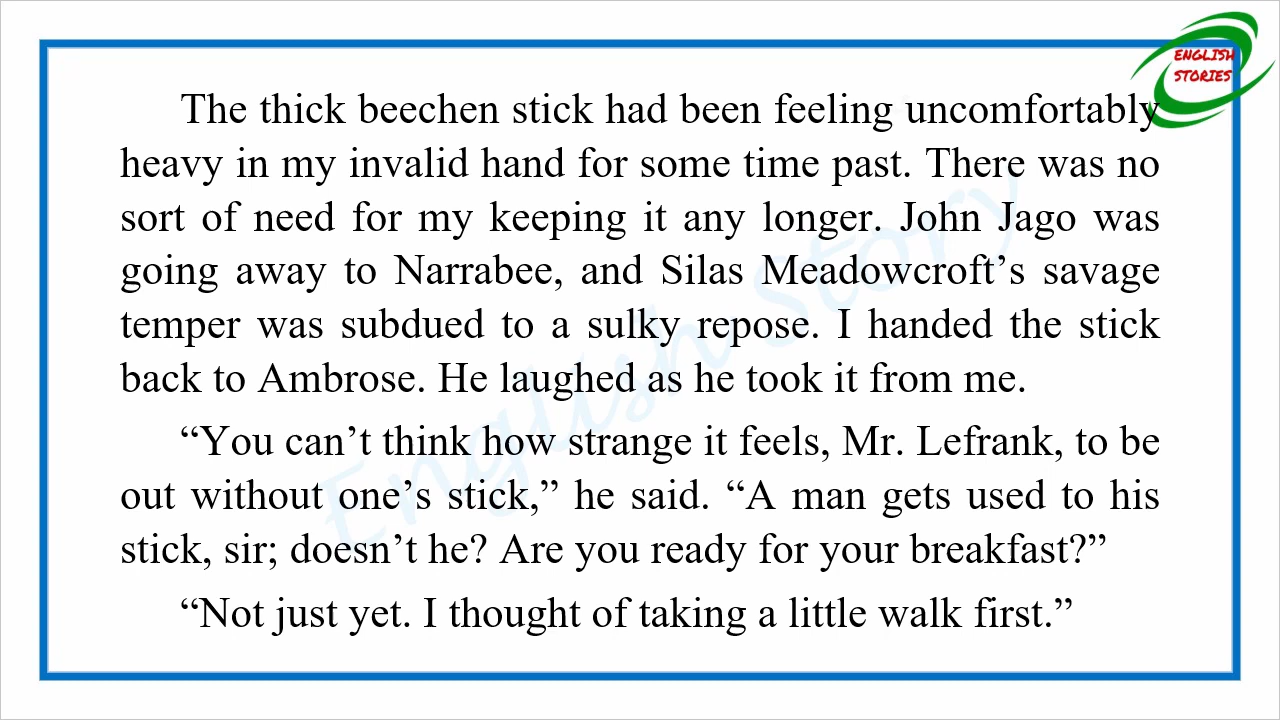 ENGLISH
STORIES
The thick beechen stick had been feeling uncomfortably
heavy in my invalid hand for some time past. There was no
sort of need for my keeping it any longer. John Jago was
going away to Narrabee, and Silas Meadowcroft’s savage
temper was subdued to a sulky repose. I handed the stick
back to Ambrose. He laughed as he took it from me.
“You can’t think how strange it feels, Mr. Lefrank, to be
out without one’s stick,” he said. “A man gets used to his
stick, sir; doesn’t he? Are you ready for your breakfast?”
“Not just yet. I thought of taking a little walk first.”
English Story